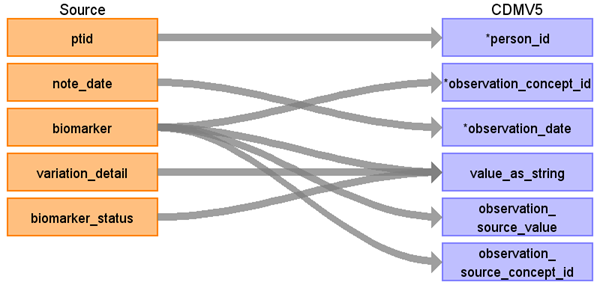 Source
CDMV5
ptid
*person_id
note_date
*observation_concept_id
biomarker
*observation_date
variation_detail
value_as_string
biomarker_status
observation_
source_value
observation_
source_concept_id